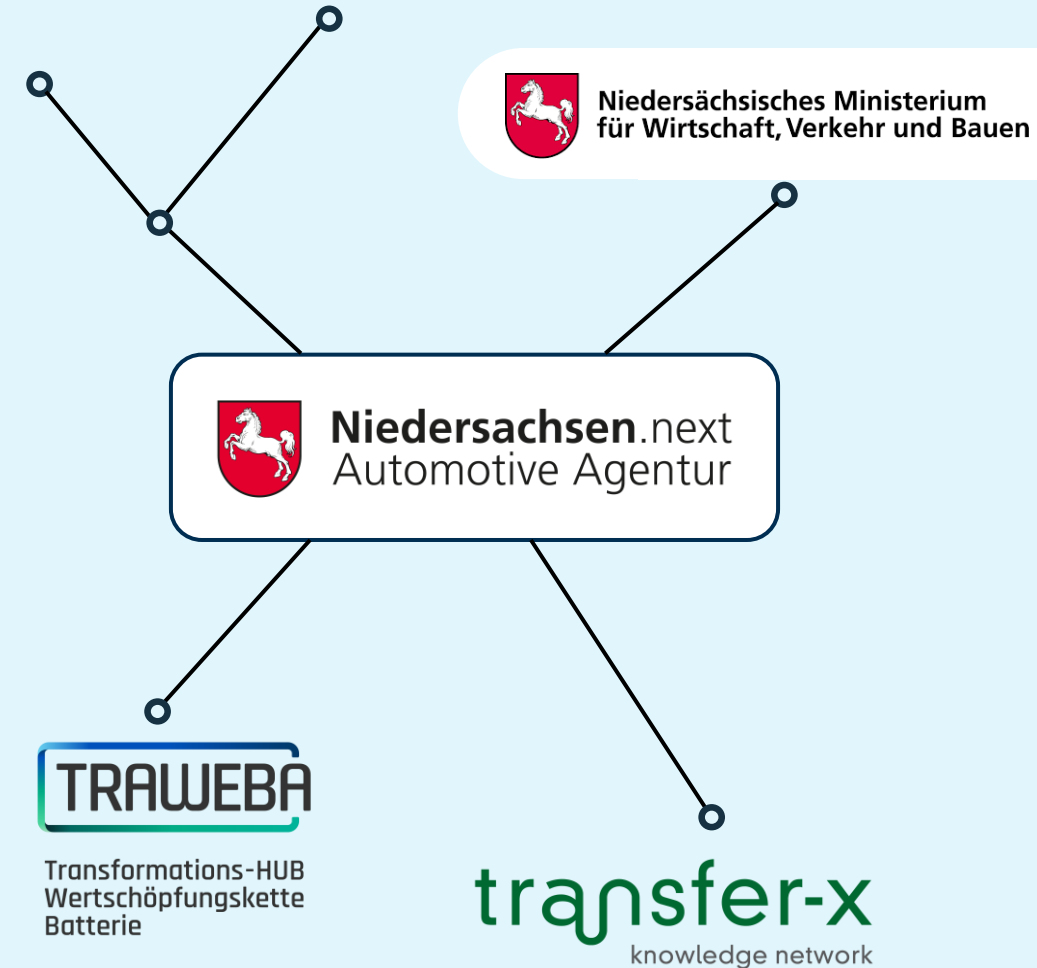 Niedersächsisches Ministerium
für Wirtschaft, Verkehr und Bauen
Niedersachsen.next
Automotive Agentur
TRAWEBA
Transformations-HUB
Wertschöpfungskette
Batterie
transfer-x
knowledge network